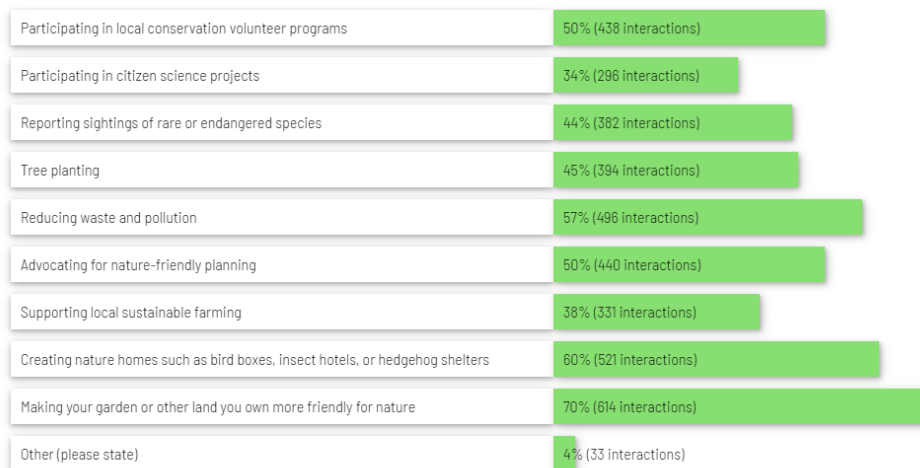 Participating in local conservation volunteer programs 50% (438 interactions)
Participating in citizen science projects 34% (296 interactions)
Reporting sightings of rare or endangered species 44% (382 interactions)
Tree planting 45% (394 interactions)
Reducing waste and pollution 57% (496 interactions)
Advocating for nature-friendly planning 50% (440 interactions)
Supporting local sustainable farming 38% (331 interactions)
Creating nature homes such as bird boxes, insect hotels, or hedgehog shelters 60% (521 interactions)
Making your garden or other land you own more friendly for nature 70% (614 interactions)
Other (please state) 4% (33 interactions)